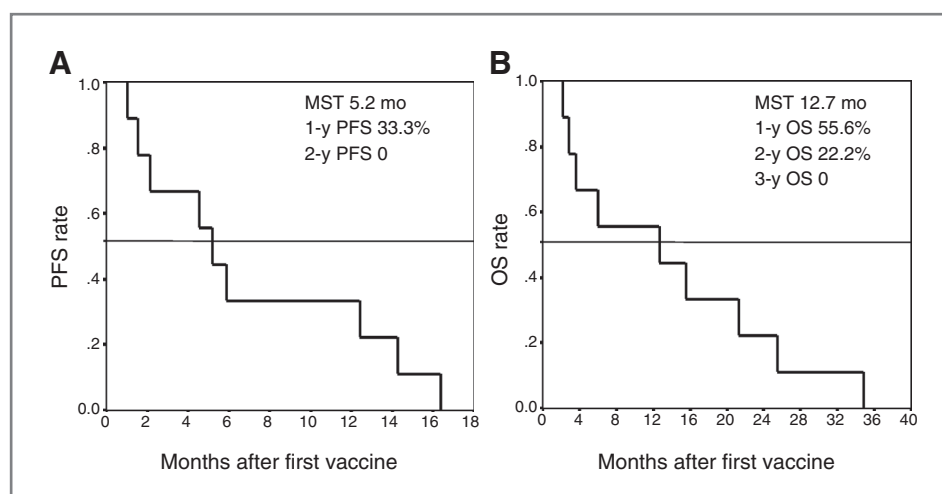 A
MST 5.2 mo
1-y PFS 33.3%
2-y PFS 0
PFS rate
1.0
.8
.6
.4
.2
0.0
0 2 4 6 8 10 12 14 16 18
Months after first vaccine
B
MST 12.7 mo
1-y OS 55.6%
2-y OS 22.2%
3-y OS 0
OS rate
1.0
.8
.6
.4
.2
0.0
0 4 8 12 16 20 24 28 32 36 40
Months after first vaccine